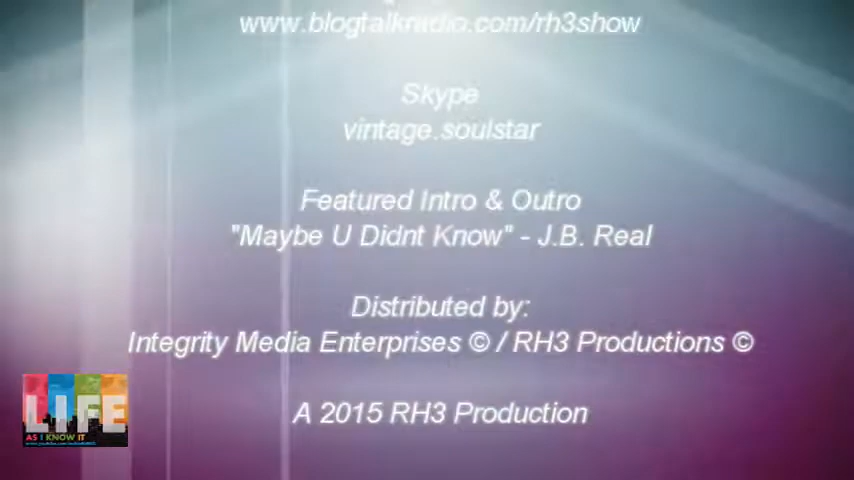 www.blogtalkradio.com/rh3show
Skype
vintage.soulstar
Featured Intro & Outro
"Maybe U Didnt Know" - J.B. Real
Distributed by:
Integrity Media Enterprises © / RH3 Productions ©
A 2015 RH3 Production
LIFE
AS I KNOW IT